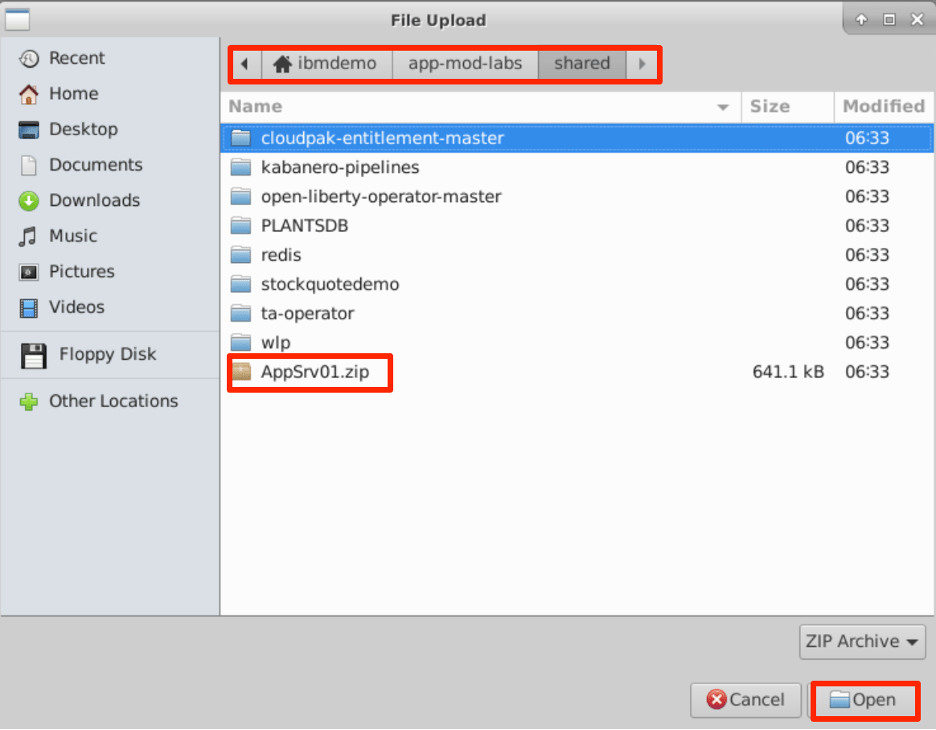 File Upload
Recent
Home
Desktop
Documents
Downloads
Music
Pictures
Videos
Floppy Disk
Other Locations
ibmdemo app-mod-labs shared
Name Size Modified
cloudpak-entitlement-master 06:33
kabanero-pipelines 06:33
open-liberty-operator-master 06:33
PLANTSDB 06:33
redis 06:33
stockquotedemo 06:33
ta-operator 06:33
wlp 06:33
AppSrv01.zip 641.1 kB 06:33
ZIP Archive
Cancel Open